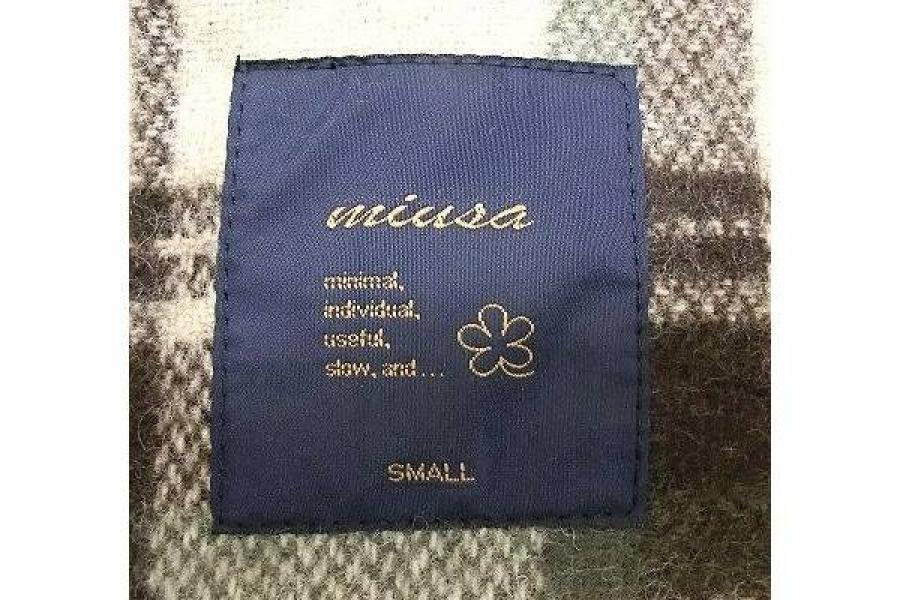 miusa
minimal,
individual,
useful,
slow, and...
SMALL